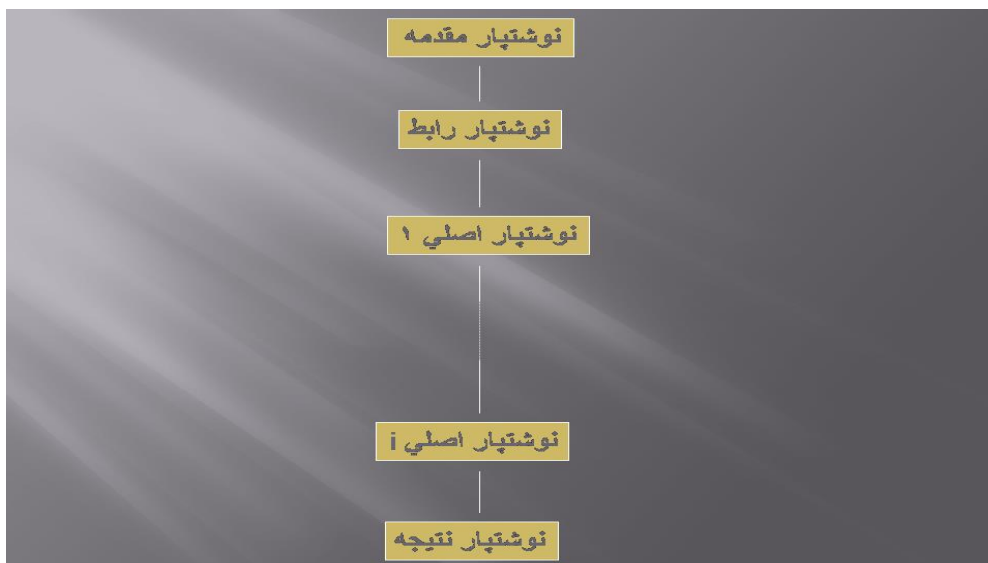 نوشتپار مقدمه
نوشتپار رابط
نوشتپار اصلي ۱
نوشتپار اصلي i
نوشتپار نتيجه